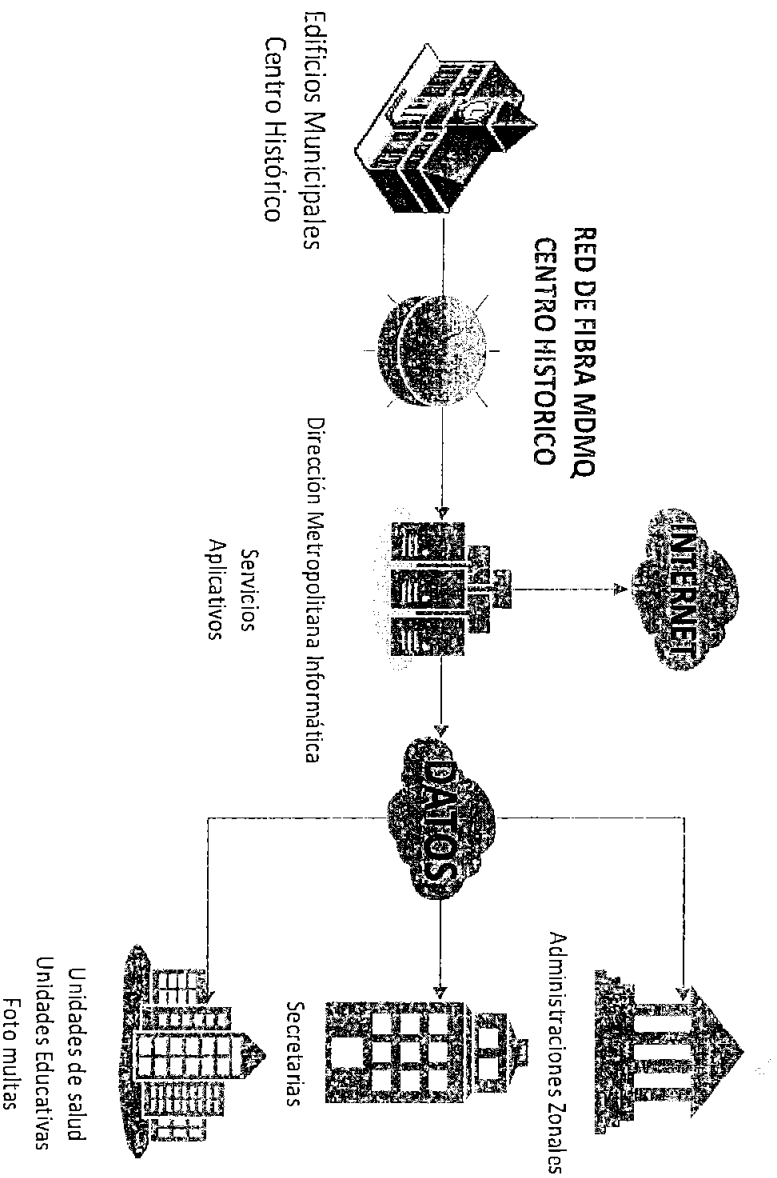 RED DE FIBRA MDMQ
CENTRO HISTORICO
INTERNET
Administraciones Zonales
Edificios Municipales
Centro Histórico
Dirección Metropolitana Informática
Servicios
Aplicativos
DATOS
Secretarias
Unidades de salud
Unidades Educativas
Foto multas